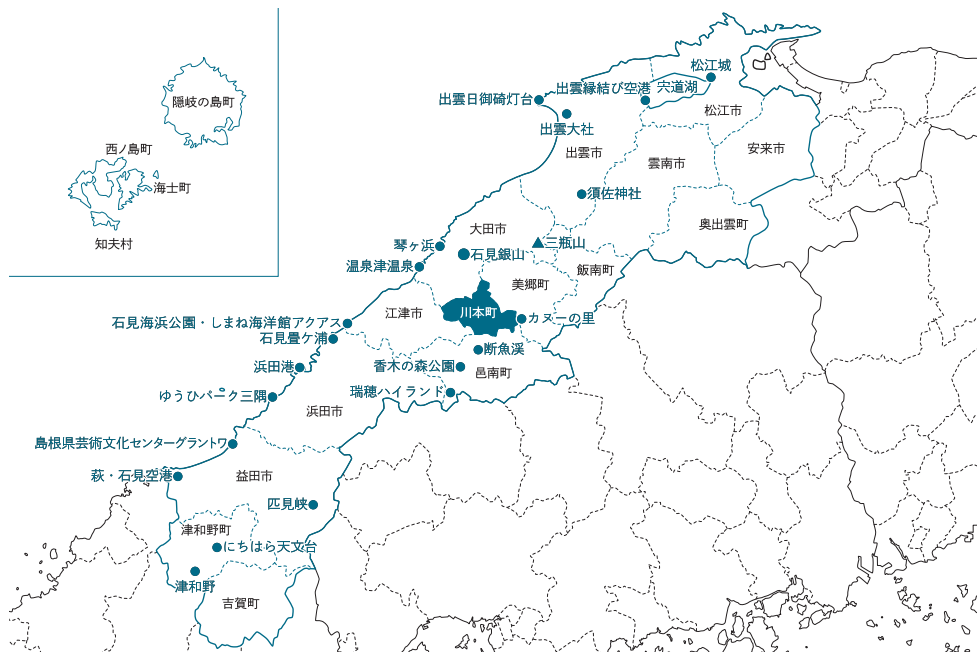 隠岐の島町
西ノ島町
海士町
知夫村
松江城
出雲縁結び空港
宍道湖
出雲日御碕灯台
松江市
出雲大社
出雲市
安来市
雲南市
須佐神社
奥出雲町
大田市
琴ヶ浜
三瓶山
石見銀山
温泉津温泉
飯南町
美郷町
江津市
川本町
カヌーの里
石見海浜公園・しまね海洋館アクアス
石見畳ケ浦
断魚渓
浜田港
香木の森公園
邑南町
瑞穂ハイランド
ゆうひパーク三隅
浜田市
島根県芸術文化センターグラントワ
萩・石見空港
益田市
匹見峡
津和野町
にちはら天文台
津和野
吉賀町